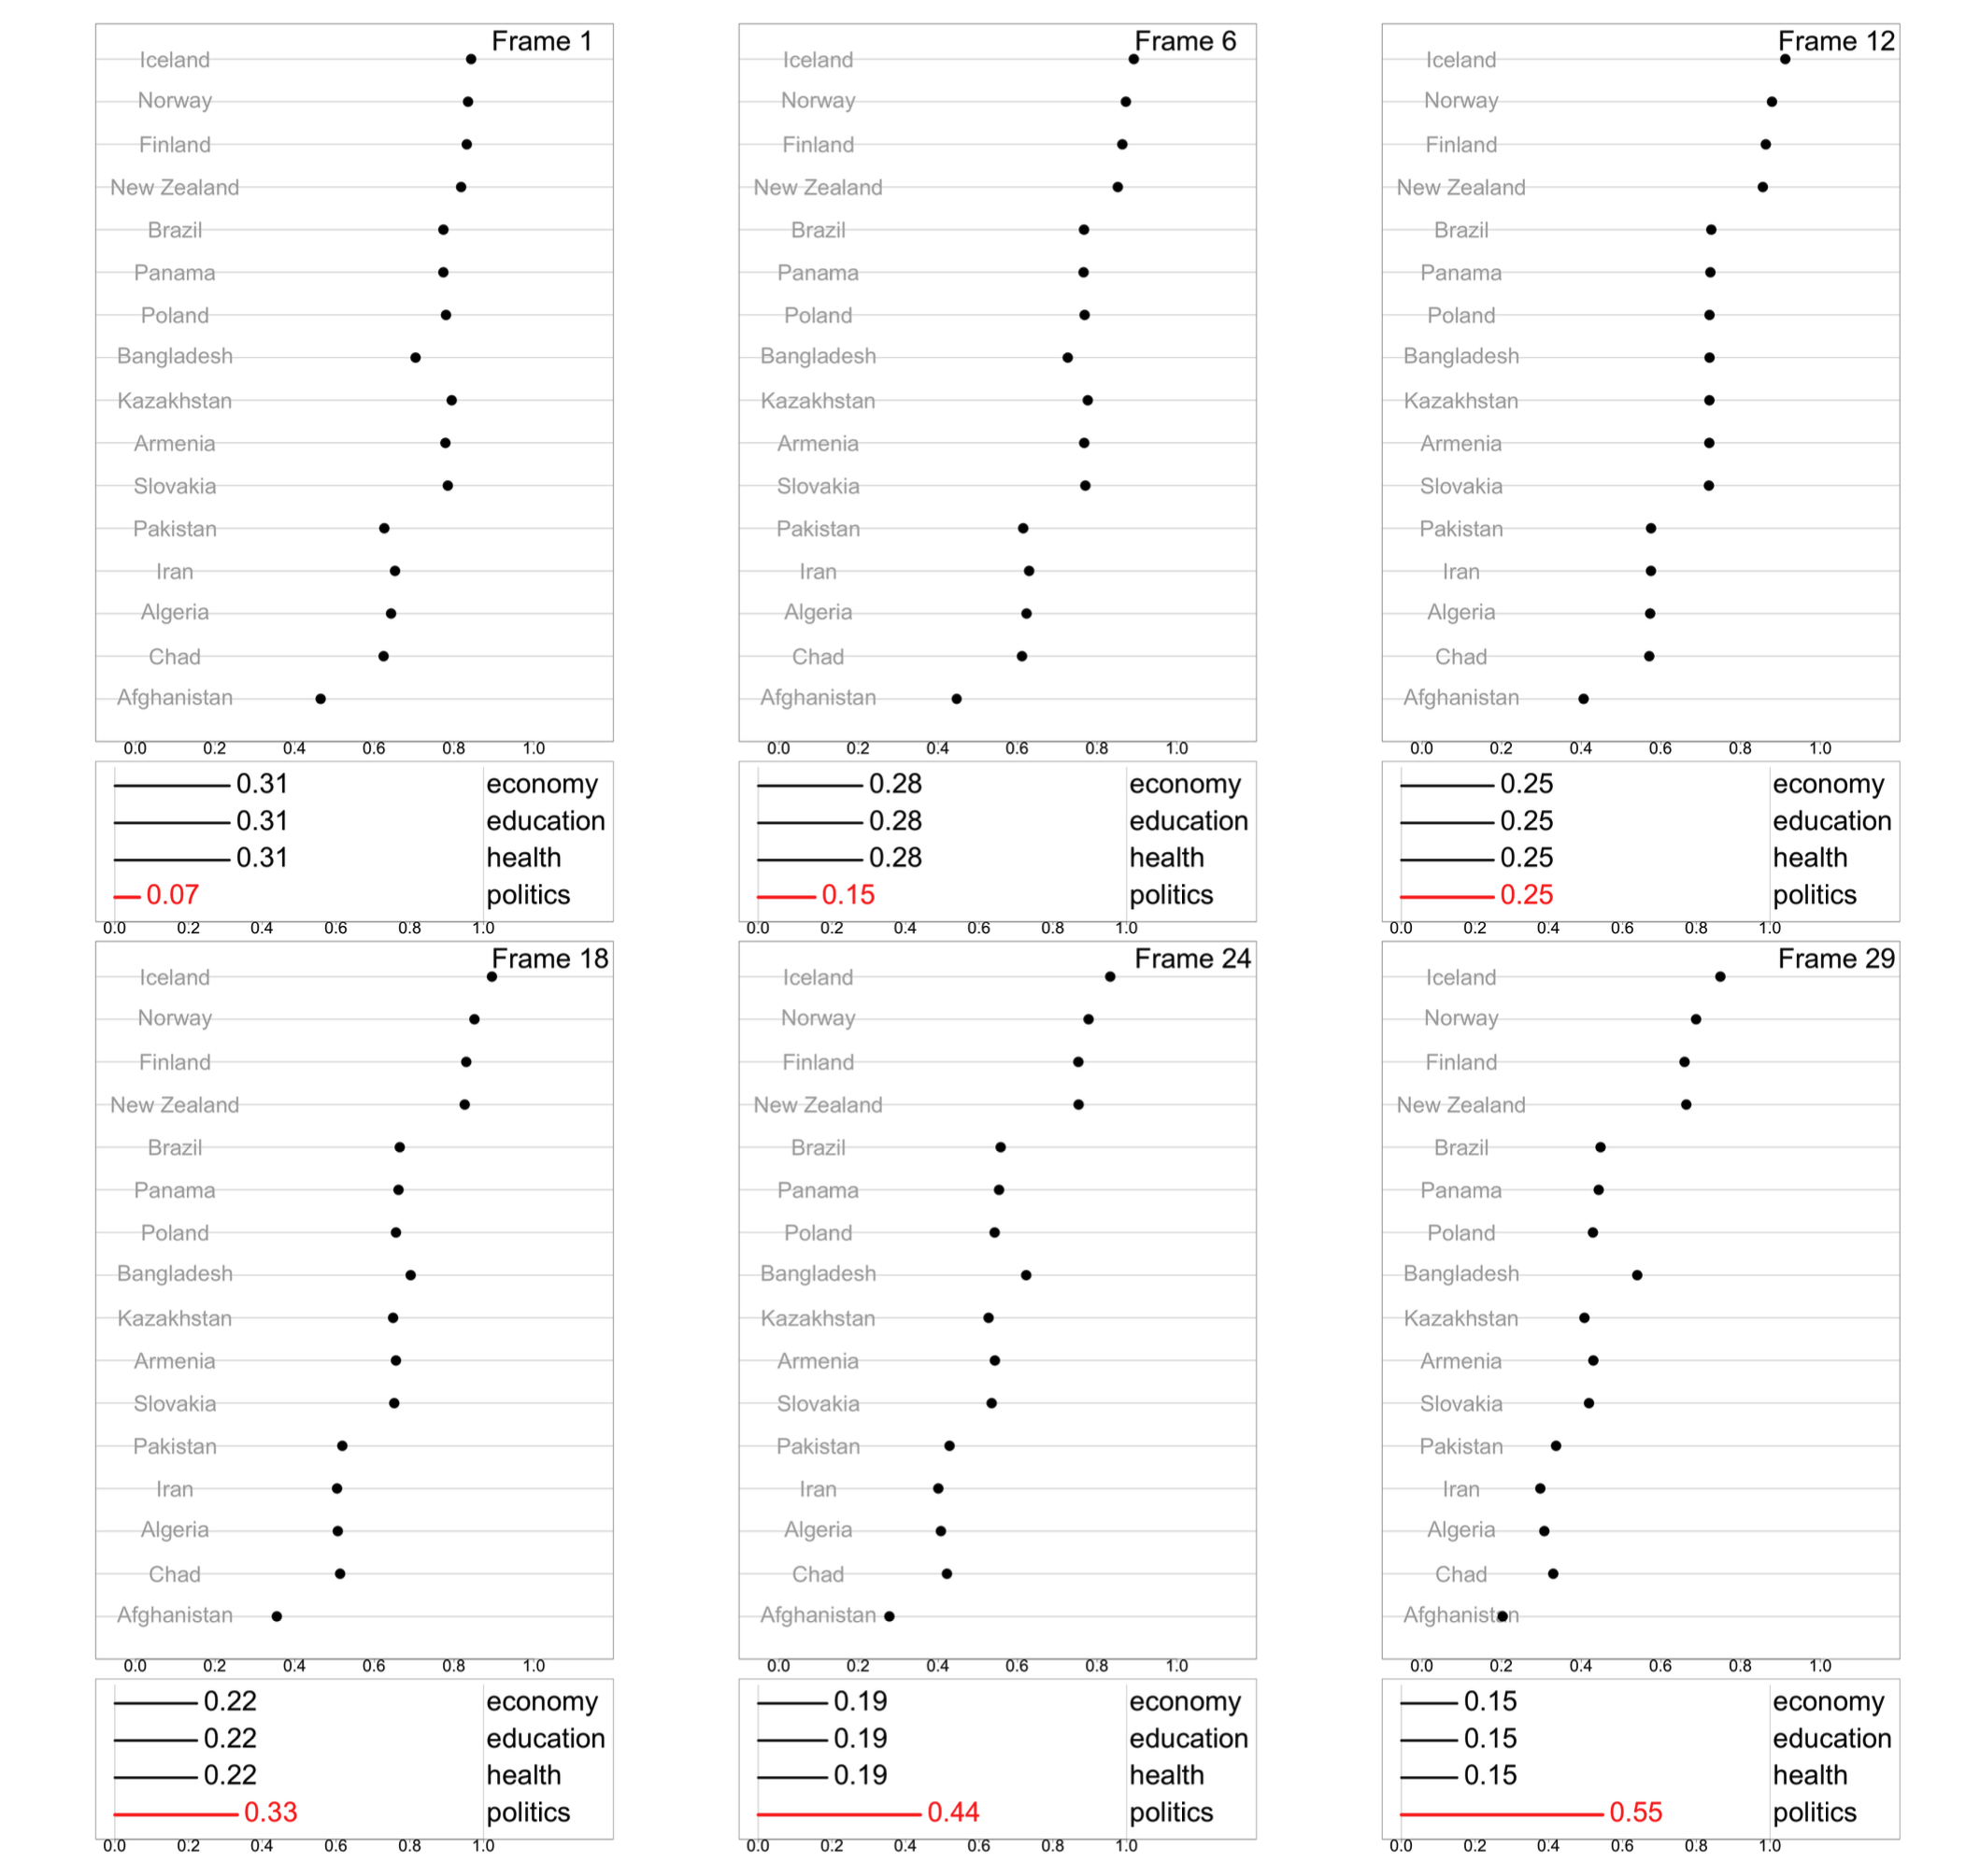 Frame 1
Iceland
Norway
Finland
New Zealand
Brazil
Panama
Poland
Bangladesh
Kazakhstan
Armenia
Slovakia
Pakistan
Iran
Algeria
Chad
Afghanistan
0.0 0.2 0.4 0.6 0.8 1.0
0.31 economy
0.31 education
0.31 health
0.07 politics
0.0 0.2 0.4 0.6 0.8 1.0
Frame 6
Iceland
Norway
Finland
New Zealand
Brazil
Panama
Poland
Bangladesh
Kazakhstan
Armenia
Slovakia
Pakistan
Iran
Algeria
Chad
Afghanistan
0.0 0.2 0.4 0.6 0.8 1.0
0.28 economy
0.28 education
0.28 health
0.15 politics
0.0 0.2 0.4 0.6 0.8 1.0
Frame 12
Iceland
Norway
Finland
New Zealand
Brazil
Panama
Poland
Bangladesh
Kazakhstan
Armenia
Slovakia
Pakistan
Iran
Algeria
Chad
Afghanistan
0.0 0.2 0.4 0.6 0.8 1.0
0.25 economy
0.25 education
0.25 health
0.25 politics
0.0 0.2 0.4 0.6 0.8 1.0
Frame 18
Iceland
Norway
Finland
New Zealand
Brazil
Panama
Poland
Bangladesh
Kazakhstan
Armenia
Slovakia
Pakistan
Iran
Algeria
Chad
Afghanistan
0.0 0.2 0.4 0.6 0.8 1.0
0.22 economy
0.22 education
0.22 health
0.33 politics
0.0 0.2 0.4 0.6 0.8 1.0
Frame 24
Iceland
Norway
Finland
New Zealand
Brazil
Panama
Poland
Bangladesh
Kazakhstan
Armenia
Slovakia
Pakistan
Iran
Algeria
Chad
Afghanistan
0.0 0.2 0.4 0.6 0.8 1.0
0.19 economy
0.19 education
0.19 health
0.44 politics
0.0 0.2 0.4 0.6 0.8 1.0
Frame 29
Iceland
Norway
Finland
New Zealand
Brazil
Panama
Poland
Bangladesh
Kazakhstan
Armenia
Slovakia
Pakistan
Iran
Algeria
Chad
Afghanistan
0.0 0.2 0.4 0.6 0.8 1.0
0.15 economy
0.15 education
0.15 health
0.55 politics
0.0 0.2 0.4 0.6 0.8 1.0